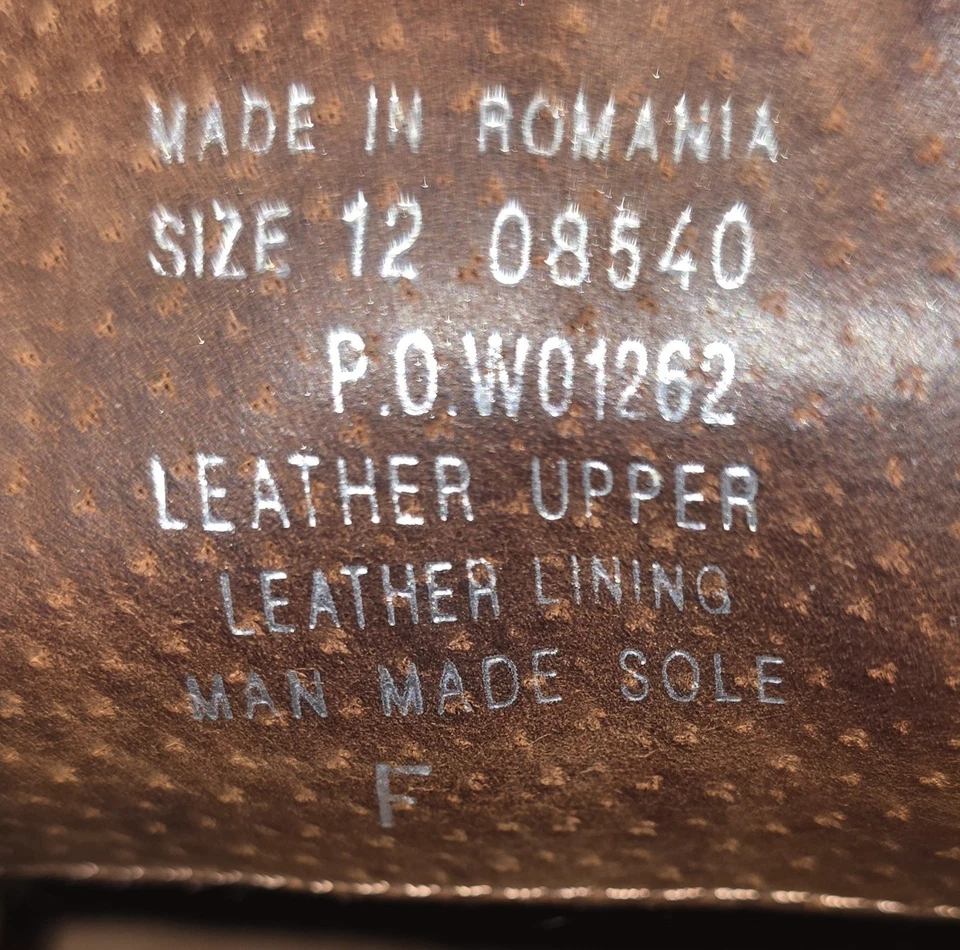 MADE IN ROMANIA
SIZE 12 08540
P.O.W01262
LEATHER UPPER
LEATHER LINING
MAN MADE SOLE
F